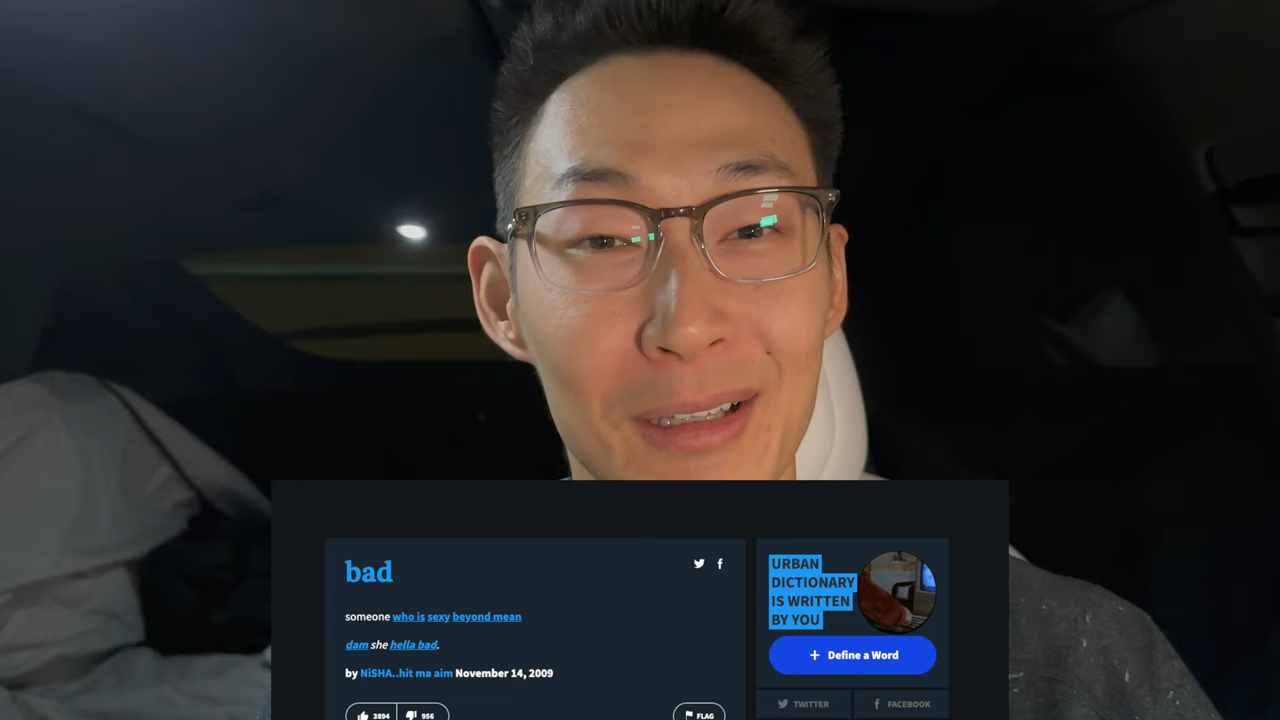 bad
someone who is sexy beyond mean
dam she hella bad.
by NiSHA..hit ma aim November 14, 2009
3894 956
FLAG
URBAN
DICTIONARY
IS WRITTEN
BY YOU
+ Define a Word
TWITTER
FACEBOOK